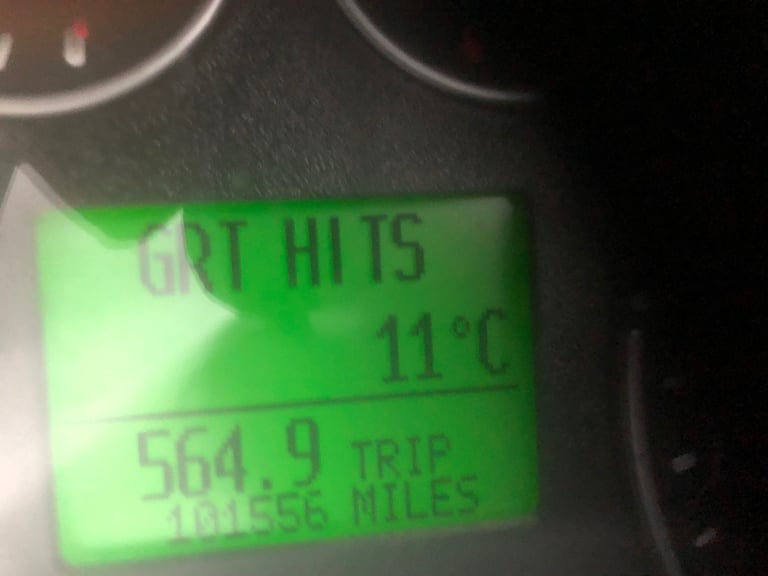 GRT HITS
11°C
564.9 TRIP
101556 MILES